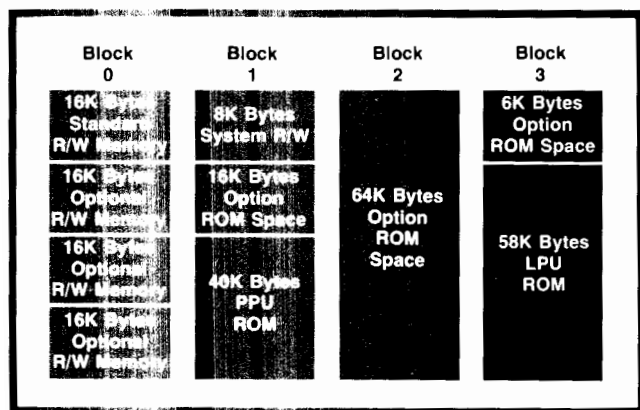 Block
0
16K Bytes
Standard
R/W Memory
16K Bytes
Optional
R/W Memory
16K Bytes
Optional
R/W Memory
16K Bytes
Optional
R/W Memory
Block
1
8K Bytes
System R/W
16K Bytes
Option
ROM Space
40K Bytes
PPU
ROM
Block
2
64K Bytes
Option
ROM
Space
Block
3
6K Bytes
Option
ROM Space
58K Bytes
LPU
ROM